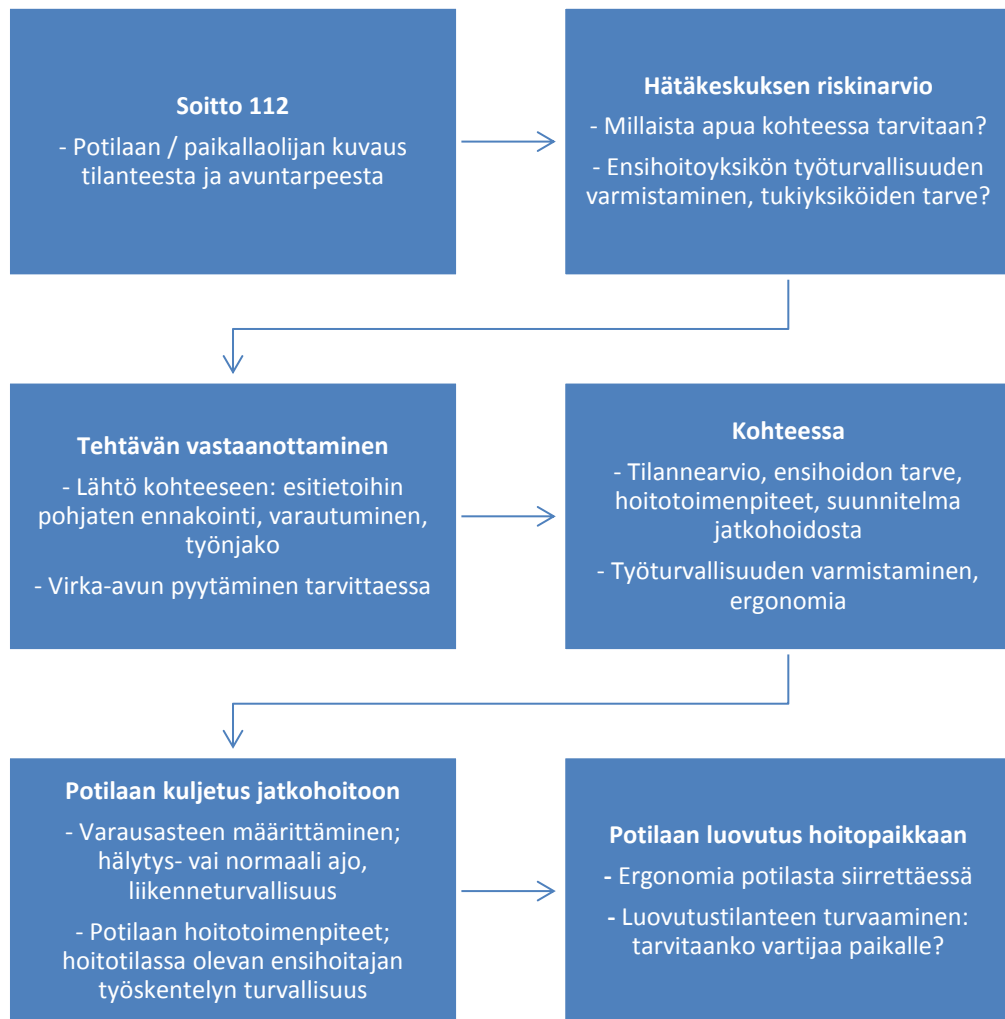 Soitto 112
- Potilaan / paikallaolijan kuvaus
tilanteesta ja avuntarpeesta
Hätäkeskuksen riskinarvio
- Millaista apua kohteessa tarvitaan?
- Ensihoitoyksikön työturvallisuuden
varmistaminen, tukiyksiköiden tarve?
Tehtävän vastaanottaminen
- Lähtö kohteeseen: esitietoihin
pohjaten ennakointi, varautuminen,
työnjako
- Virka-avun pyytäminen tarvittaessa
Kohteessa
- Tilannearvio, ensihoidon tarve,
hoitotoimenpiteet, suunnitelma
jatkohoidosta
- Työturvallisuuden varmistaminen,
ergonomia
Potilaan kuljetus jatkohoitoon
- Varausasteen määrittäminen;
hälytys- vai normaali ajo,
liikenneturvallisuus
- Potilaan hoitotoimenpiteet;
hoitotilassa olevan ensihoitajan
työskentelyn turvallisuus
Potilaan luovutus hoitopaikkaan
- Ergonomia potilasta siirrettäessä
- Luovutustilanteen turvaaminen:
tarvitaanko vartijaa paikalle?